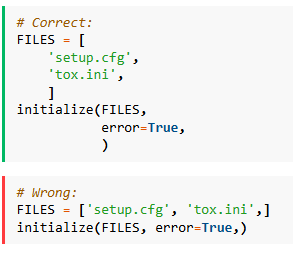 # Correct:
FILES = [
    'setup.cfg',
    'tox.ini',
    ]
initialize(FILES,
           error=True,
           )
# Wrong:
FILES = ['setup.cfg', 'tox.ini',]
initialize(FILES, error=True,)